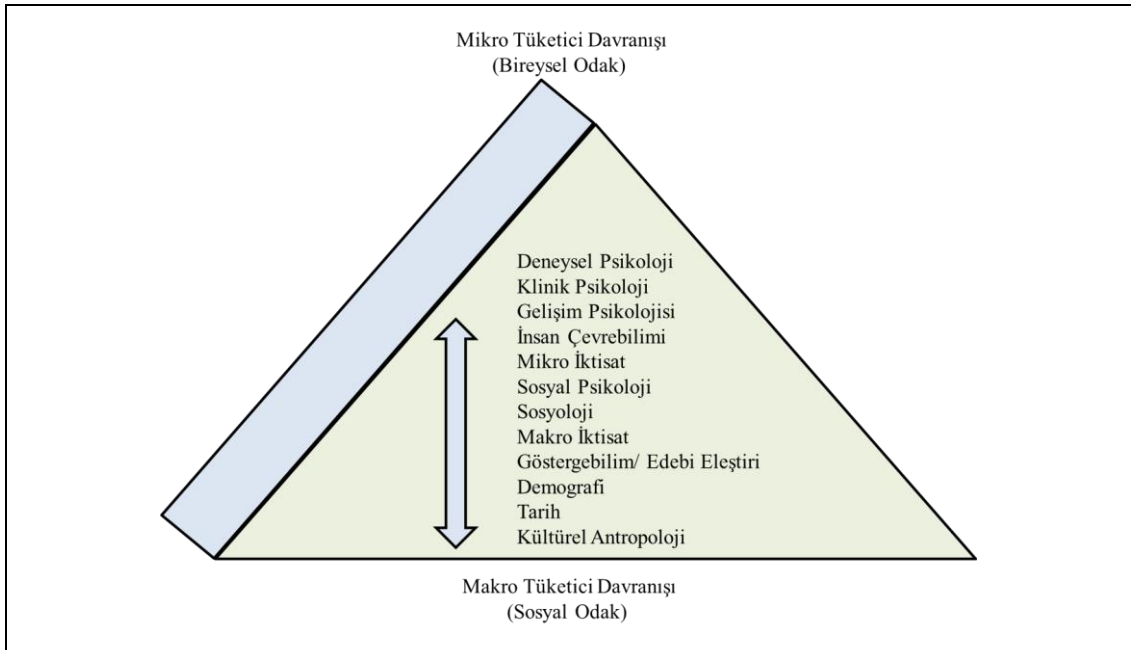 Mikro Tüketici Davranışı
(Bireysel Odak)
Deneysel Psikoloji
Klinik Psikoloji
Gelişim Psikolojisi
İnsan Çevrebilimi
Mikro İktisat
Sosyal Psikoloji
Sosyoloji
Makro İktisat
Göstergebilim/ Edebi Eleştiri
Demografi
Tarih
Kültürel Antropoloji
Makro Tüketici Davranışı
(Sosyal Odak)